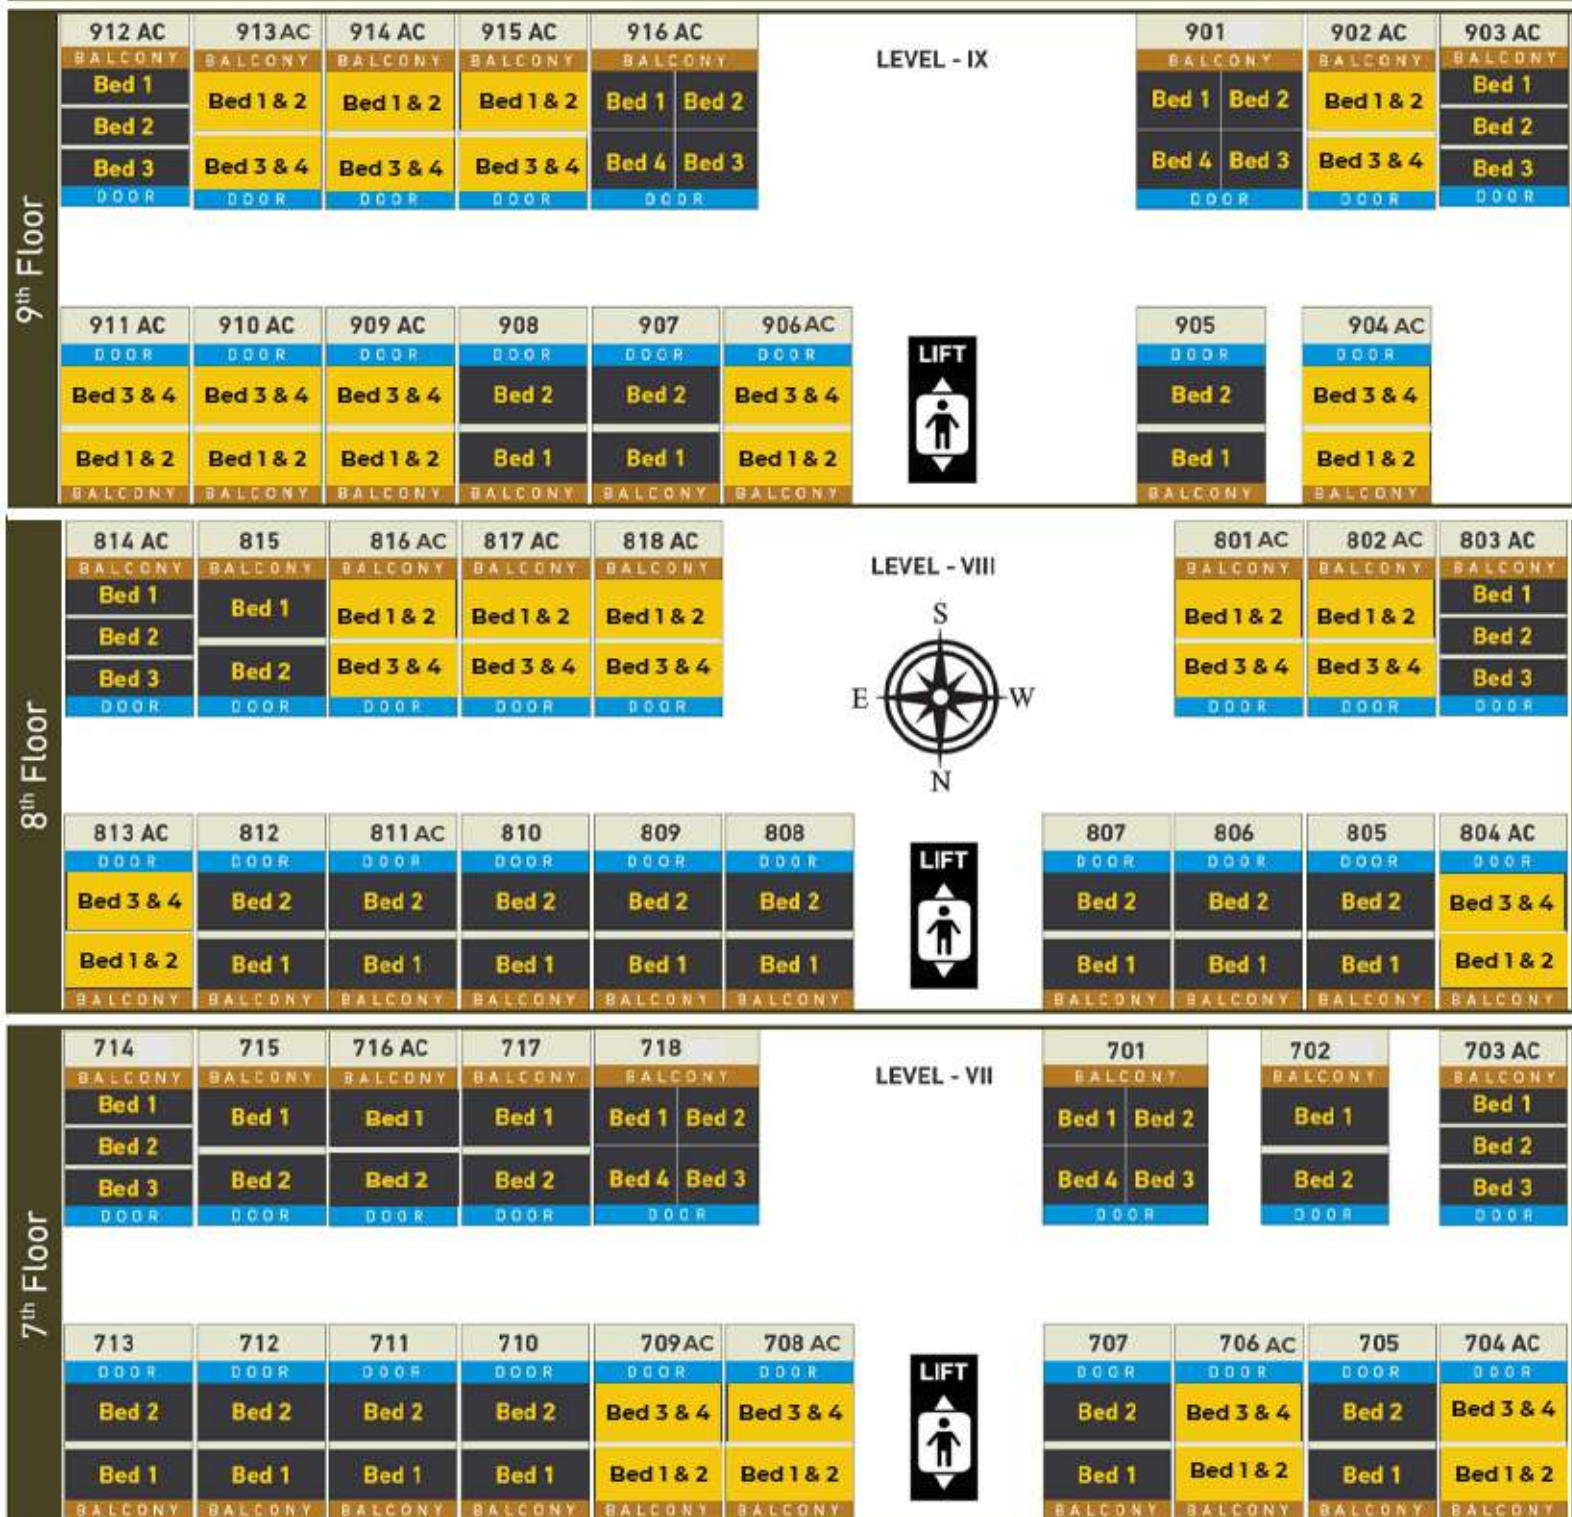 912 AC 913 AC 914 AC 915 AC 916 AC LEVEL - IX 901 902 AC 903 AC
BALCONY BALCONY BALCONY BALCONY BALCONY BALCONY BALCONY BALCONY
Bed 1 Bed 1 & 2 Bed 1 & 2 Bed 1 & 2 Bed 1 Bed 2 Bed 1 Bed 2 Bed 1 & 2 Bed 1
Bed 2 Bed 2
Bed 3 Bed 3 & 4 Bed 3 & 4 Bed 3 & 4 Bed 4 Bed 3 Bed 4 Bed 3 Bed 3 & 4 Bed 3
DOOR DOOR DOOR DOOR DOOR DOOR DOOR DOOR
9th Floor
911 AC 910 AC 909 AC 908 907 906 AC 905 904 AC
DOOR DOOR DOOR DOOR DOOR DOOR LIFT DOOR DOOR
Bed 3 & 4 Bed 3 & 4 Bed 3 & 4 Bed 2 Bed 2 Bed 3 & 4 Bed 2 Bed 3 & 4
Bed 1 & 2 Bed 1 & 2 Bed 1 & 2 Bed 1 Bed 1 Bed 1 & 2 Bed 1 Bed 1 & 2
BALCONY BALCONY BALCONY BALCONY BALCONY BALCONY BALCONY BALCONY
814 AC 815 816 AC 817 AC 818 AC LEVEL - VIII 801 AC 802 AC 803 AC
BALCONY BALCONY BALCONY BALCONY BALCONY BALCONY BALCONY BALCONY
Bed 1 Bed 1 Bed 1 & 2 Bed 1 & 2 Bed 1 & 2 Bed 1 & 2 Bed 1 & 2 Bed 1
Bed 2 Bed 2
Bed 3 Bed 2 Bed 3 & 4 Bed 3 & 4 Bed 3 & 4 Bed 3 & 4 Bed 3 & 4 Bed 3
DOOR DOOR DOOR DOOR DOOR DOOR DOOR DOOR
S
E W
N
8th Floor
813 AC 812 811 AC 810 809 808 807 806 805 804 AC
DOOR DOOR DOOR DOOR DOOR DOOR LIFT DOOR DOOR DOOR DOOR
Bed 3 & 4 Bed 2 Bed 2 Bed 2 Bed 2 Bed 2 Bed 2 Bed 2 Bed 2 Bed 3 & 4
Bed 1 & 2 Bed 1 Bed 1 Bed 1 Bed 1 Bed 1 Bed 1 Bed 1 Bed 1 Bed 1 & 2
BALCONY BALCONY BALCONY BALCONY BALCONY BALCONY BALCONY BALCONY BALCONY BALCONY
714 715 716 AC 717 718 LEVEL - VII 701 702 703 AC
BALCONY BALCONY BALCONY BALCONY BALCONY BALCONY BALCONY BALCONY
Bed 1 Bed 1 Bed 1 Bed 1 Bed 1 Bed 2 Bed 1 Bed 2 Bed 1 Bed 1
Bed 2 Bed 2
Bed 3 Bed 2 Bed 2 Bed 2 Bed 4 Bed 3 Bed 4 Bed 3 Bed 2 Bed 3
DOOR DOOR DOOR DOOR DOOR DOOR DOOR DOOR
7th Floor
713 712 711 710 709 AC 708 AC 707 706 AC 705 704 AC
DOOR DOOR DOOR DOOR DOOR DOOR LIFT DOOR DOOR DOOR DOOR
Bed 2 Bed 2 Bed 2 Bed 2 Bed 3 & 4 Bed 3 & 4 Bed 2 Bed 3 & 4 Bed 2 Bed 3 & 4
Bed 1 Bed 1 Bed 1 Bed 1 Bed 1 & 2 Bed 1 & 2 Bed 1 Bed 1 & 2 Bed 1 Bed 1 & 2
BALCONY BALCONY BALCONY BALCONY BALCONY BALCONY BALCONY BALCONY BALCONY BALCONY